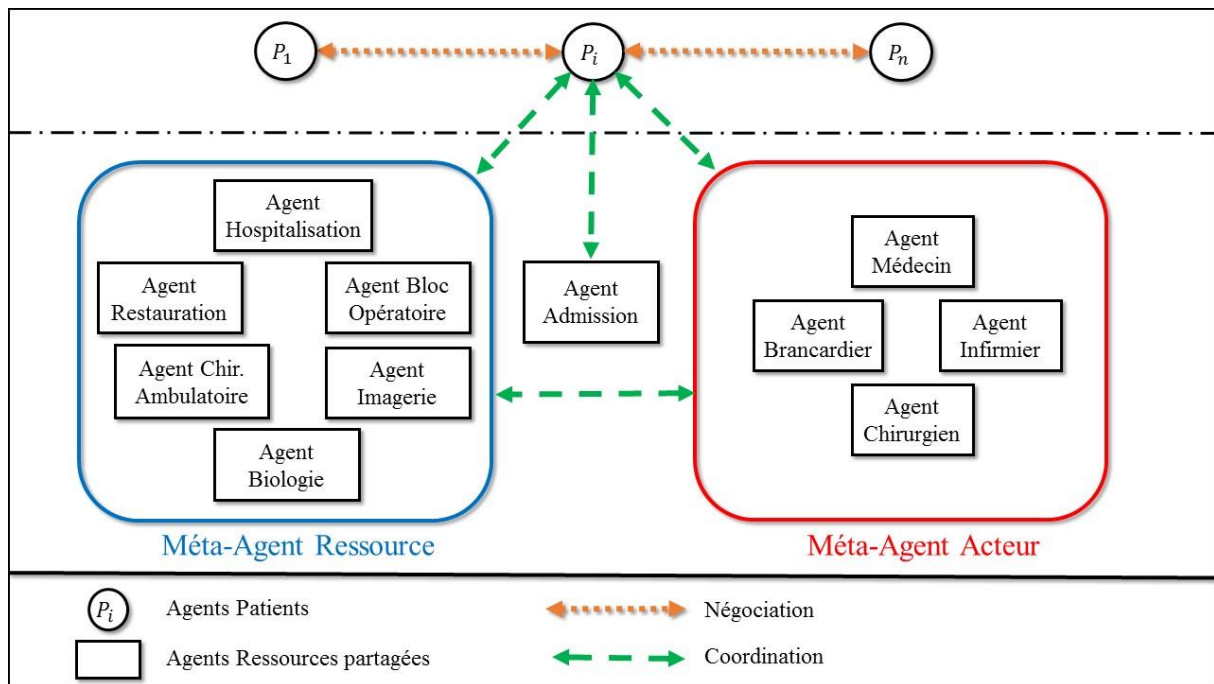 P₁
Pᵢ
Pₙ
Agent
Hospitalisation
Agent
Restauration
Agent Bloc
Opératoire
Agent Chir.
Ambulatoire
Agent
Imagerie
Agent
Biologie
Méta-Agent Ressource
Agent
Admission
Agent
Médecin
Agent
Brancardier
Agent
Infirmier
Agent
Chirurgien
Méta-Agent Acteur
Pᵢ
Agents Patients
Négociation
Agents Ressources partagées
Coordination